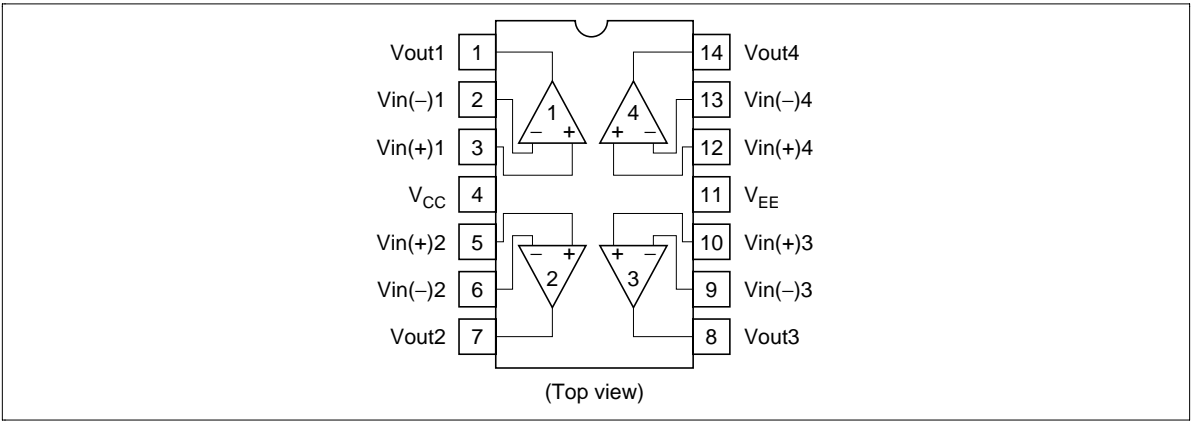 Vout1 1 14 Vout4
Vin(−)1 2 1 4 13 Vin(−)4
− + + −
Vin(+)1 3 12 Vin(+)4
VCC 4 11 VEE
Vin(+)2 5 10 Vin(+)3
− + + −
Vin(−)2 6 2 3 9 Vin(−)3
Vout2 7 8 Vout3
(Top view)